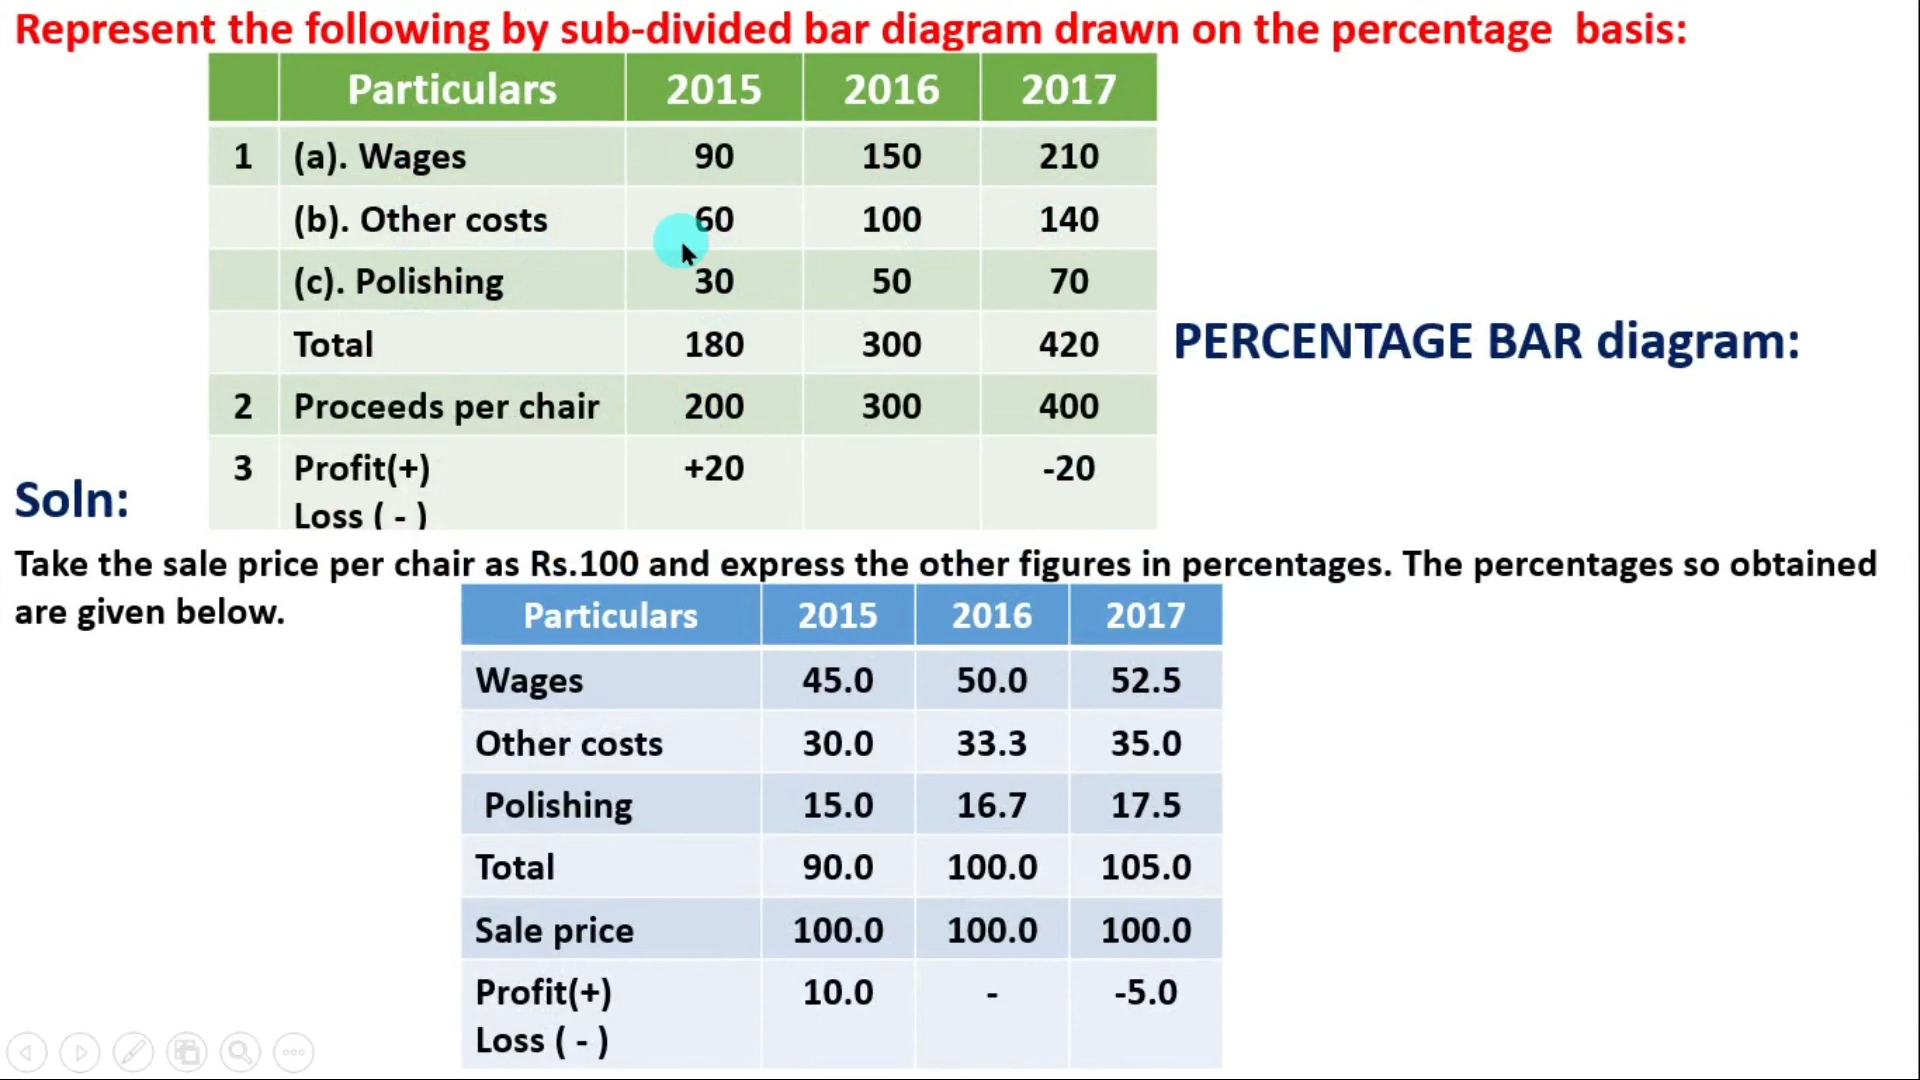 Represent the following by sub-divided bar diagram drawn on the percentage basis:
Particulars 2015 2016 2017
1 (a). Wages 90 150 210
(b). Other costs 60 100 140
(c). Polishing 30 50 70
Total 180 300 420
PERCENTAGE BAR diagram:
2 Proceeds per chair 200 300 400
3 Profit(+) +20 -20
Loss ( - )
Soln:
Take the sale price per chair as Rs.100 and express the other figures in percentages. The percentages so obtained
are given below.
Particulars 2015 2016 2017
Wages 45.0 50.0 52.5
Other costs 30.0 33.3 35.0
Polishing 15.0 16.7 17.5
Total 90.0 100.0 105.0
Sale price 100.0 100.0 100.0
Profit(+) 10.0 - -5.0
Loss ( - )